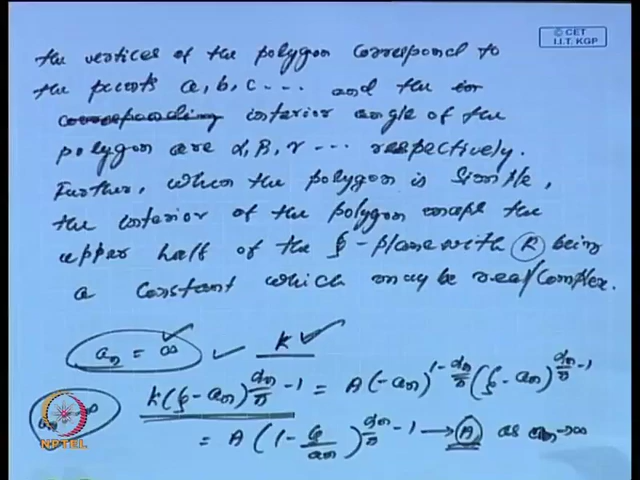 © CET
I.I.T. KGP
the vertices of the polygon correspond to
the points a, b, c .... and the in
corresponding interior angle of the
polygon are α, β, γ ... respectively.
Further, when the polygon is simple,
the interior of the polygon the
upper half of the ζ-plane with K being
a constant which may be real/complex.
aₙ = ∞ ✓ ✓ K ✓
k(ζ-aₙ)^(αₙ/π - 1) = A(-aₙ)^(1-αₙ/π) (ζ-aₙ)^(αₙ/π - 1)
= A(1 - ζ/aₙ)^(αₙ/π - 1) → A as aₙ→∞
NPTEL